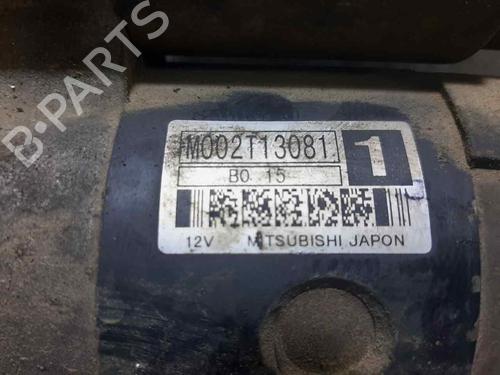 B-PARTS
M002T13081
1
B0 15
12V MITSUBISHI JAPON